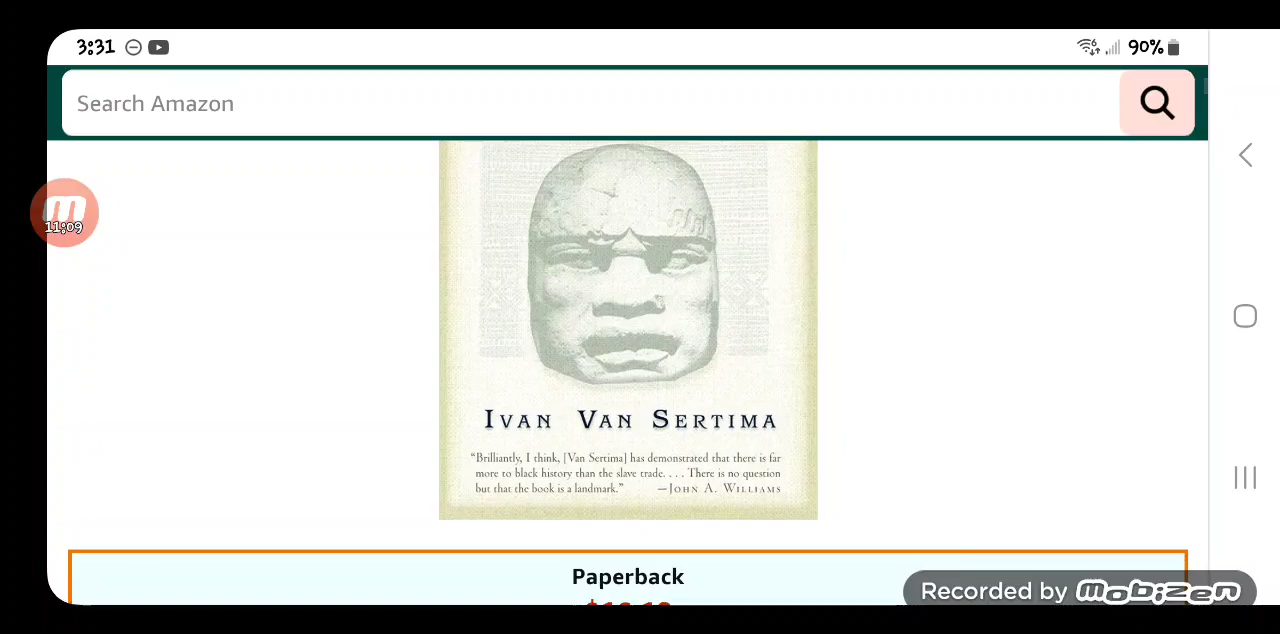 3:31 90%
Search Amazon
11:09
IVAN VAN SERTIMA
“Brilliantly, I think, [Van Sertima] has demonstrated that there is far
more to black history than the slave trade. . . . There is no question
but that the book is a landmark.” —JOHN A. WILLIAMS
Paperback
Recorded by mobizen